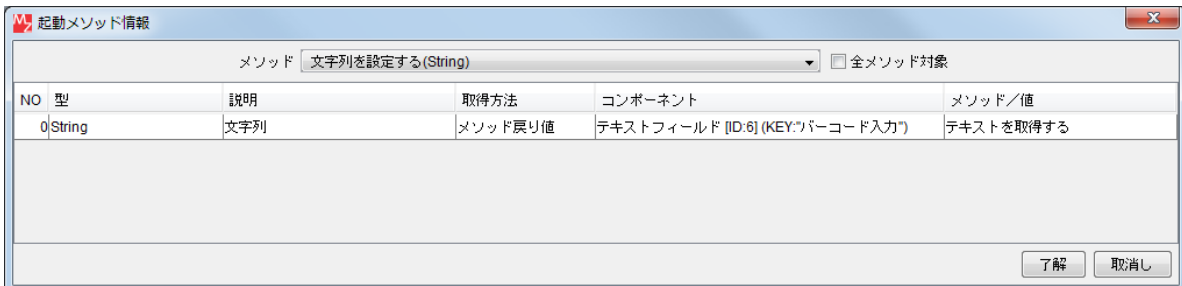 起動メソッド情報
メソッド 文字列を設定する(String) 全メソッド対象
NO 型 説明 取得方法 コンポーネント メソッド／値
0 String 文字列 メソッド戻り値 テキストフィールド [ID:6] (KEY:"バーコード入力") テキストを取得する
了解 取消し